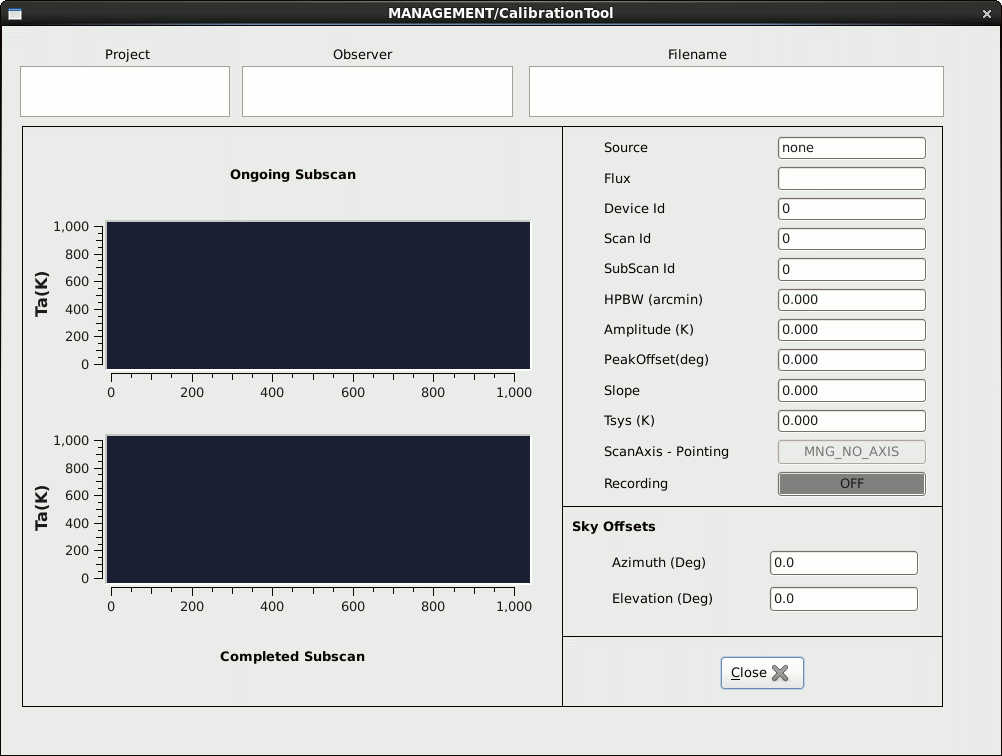 MANAGEMENT/CalibrationTool
Project Observer Filename
Ongoing Subscan
1,000
800
600
400
200
0
Ta(K)
0 200 400 600 800 1,000
1,000
800
600
400
200
0
Ta(K)
0 200 400 600 800 1,000
Completed Subscan
Source none
Flux
Device Id 0
Scan Id 0
SubScan Id 0
HPBW (arcmin) 0.000
Amplitude (K) 0.000
PeakOffset(deg) 0.000
Slope 0.000
Tsys (K) 0.000
ScanAxis - Pointing MNG_NO_AXIS
Recording OFF
Sky Offsets
Azimuth (Deg) 0.0
Elevation (Deg) 0.0
Close